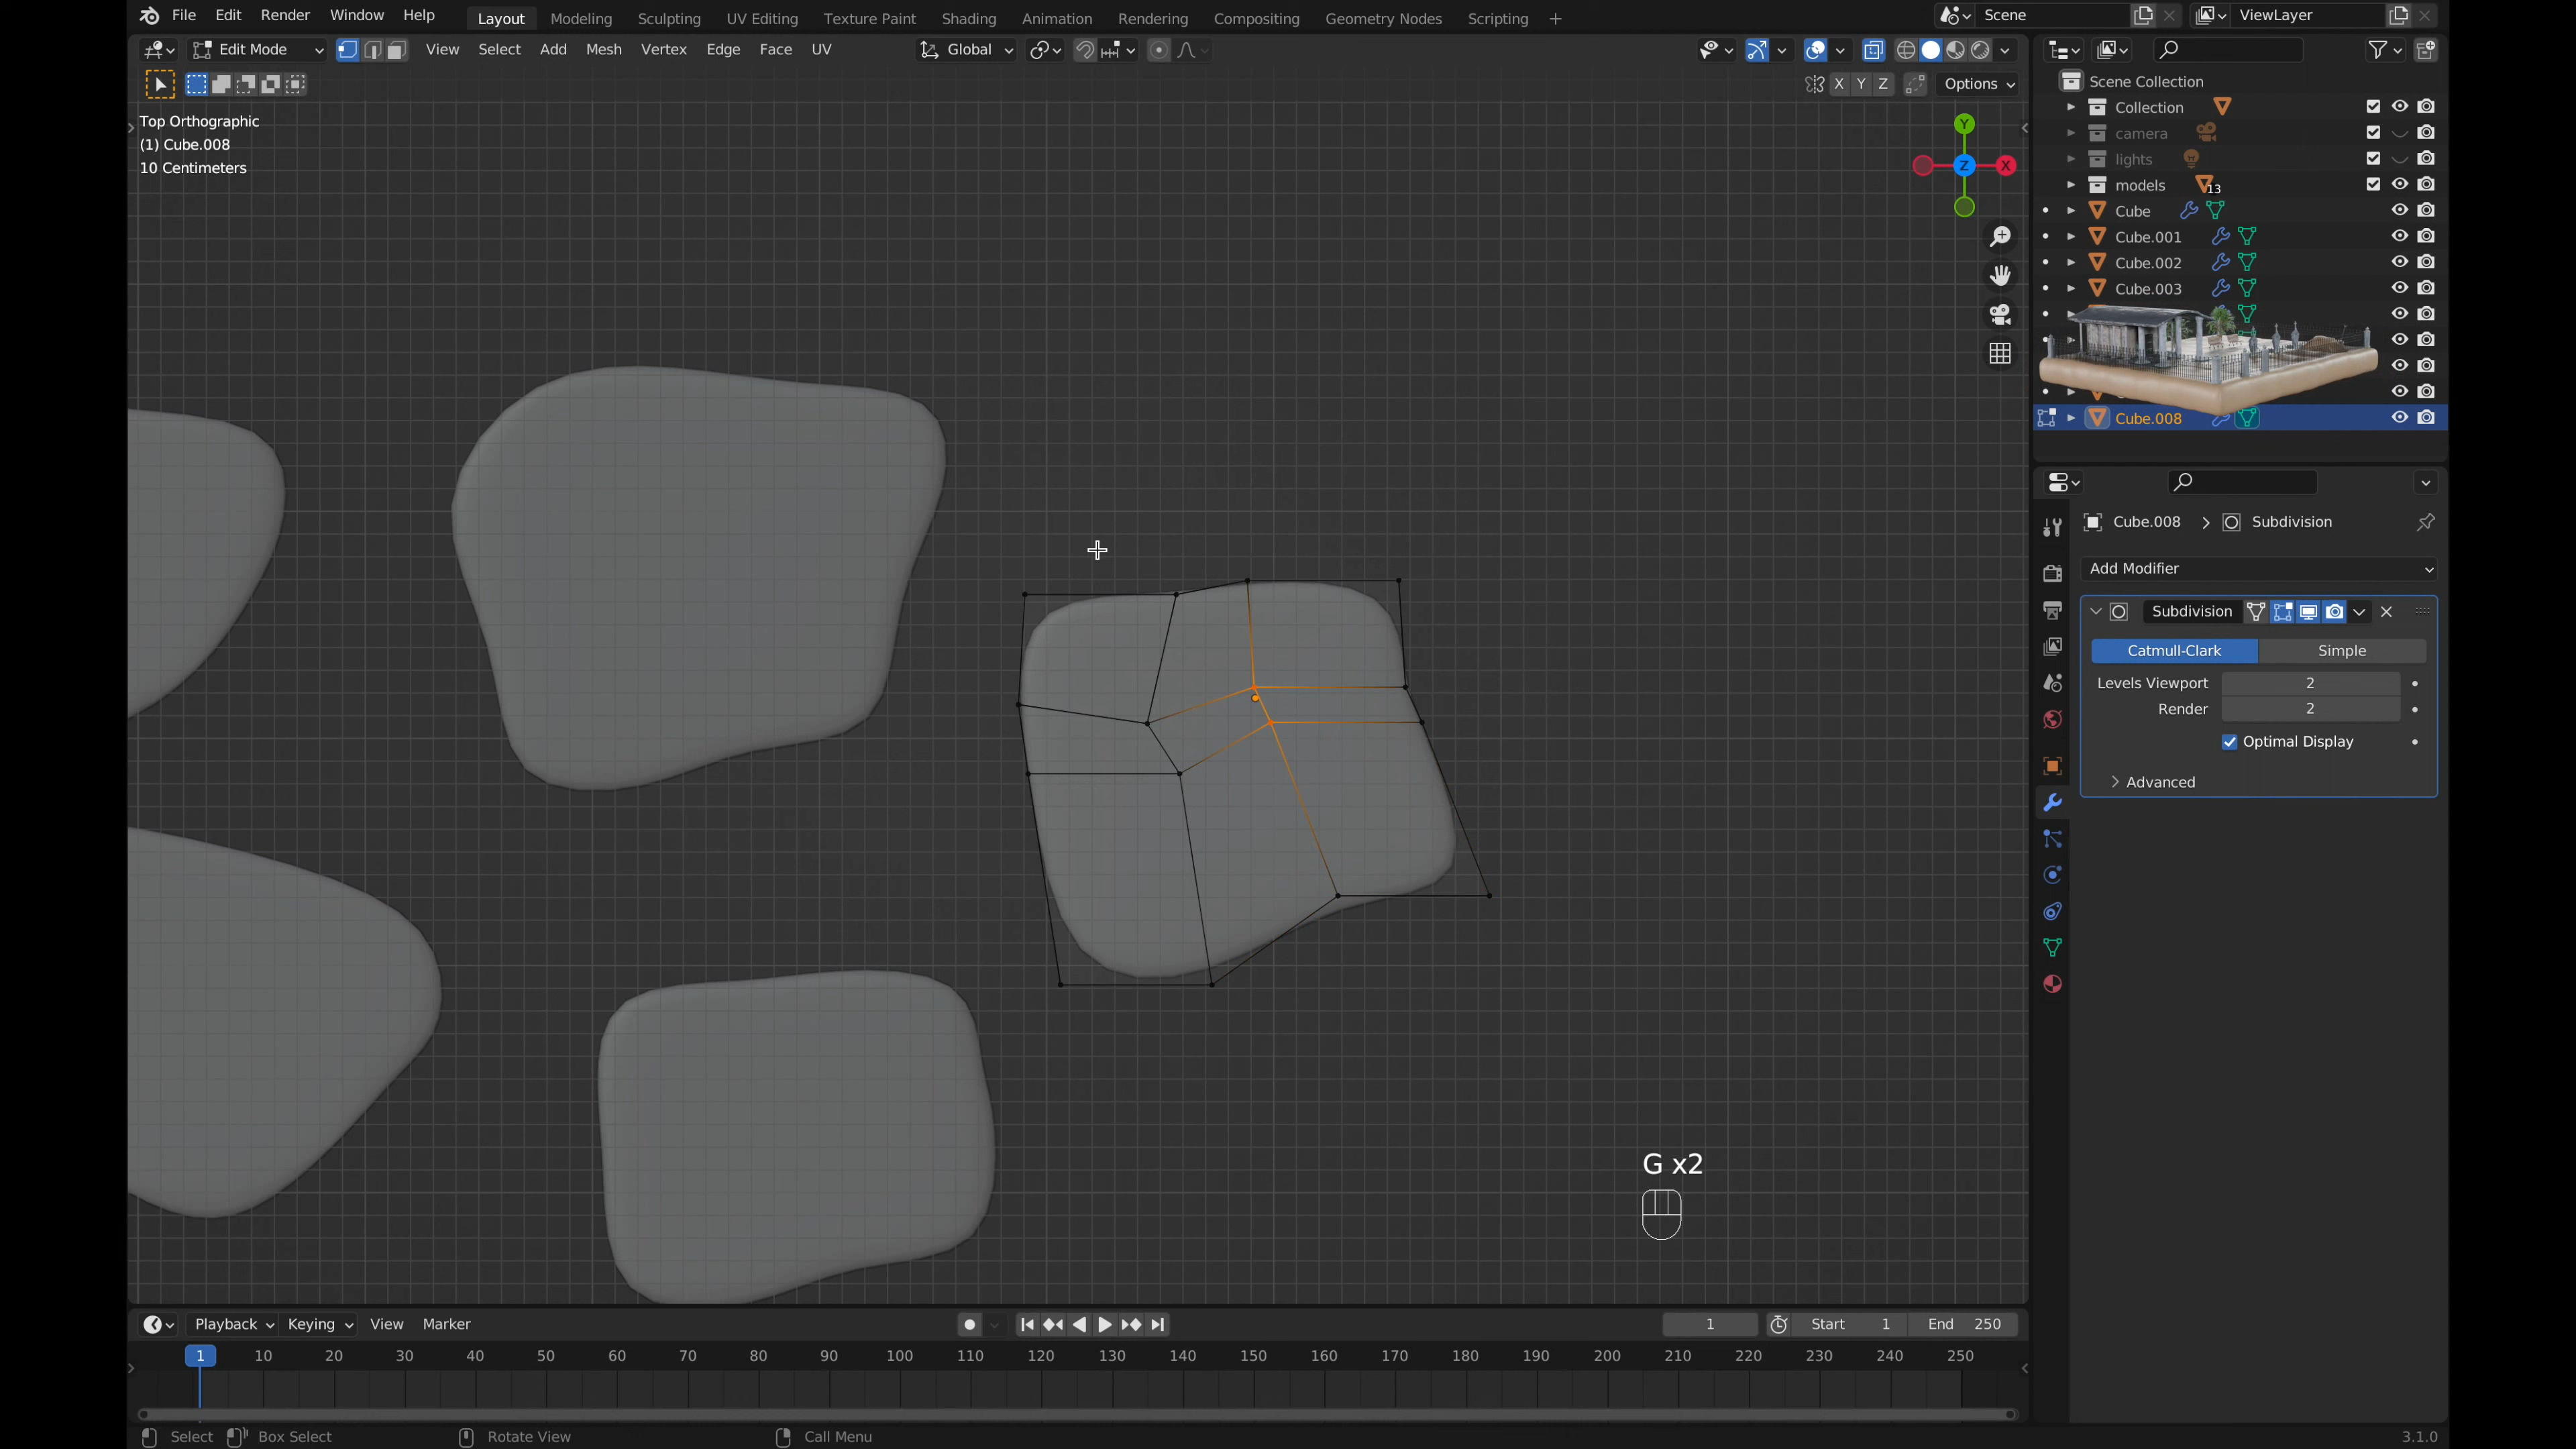 File Edit Render Window Help Layout Modeling Sculpting UV Editing Texture Paint Shading Animation Rendering Compositing Geometry Nodes Scripting + Scene ViewLayer
Edit Mode View Select Add Mesh Vertex Edge Face UV Global
X Y Z Options
Top Orthographic
(1) Cube.008
10 Centimeters
Y
Z
X
Scene Collection
Collection
camera
lights
models 13
Cube
Cube.001
Cube.002
Cube.003
Cube.008
Cube.008 > Subdivision
Add Modifier
Subdivision
Catmull-Clark Simple
Levels Viewport 2
Render 2
Optimal Display
Advanced
G x2
Playback Keying View Marker 1 Start 1 End 250
1 10 20 30 40 50 60 70 80 90 100 110 120 130 140 150 160 170 180 190 200 210 220 230 240 250
Select Box Select Rotate View Call Menu 3.1.0